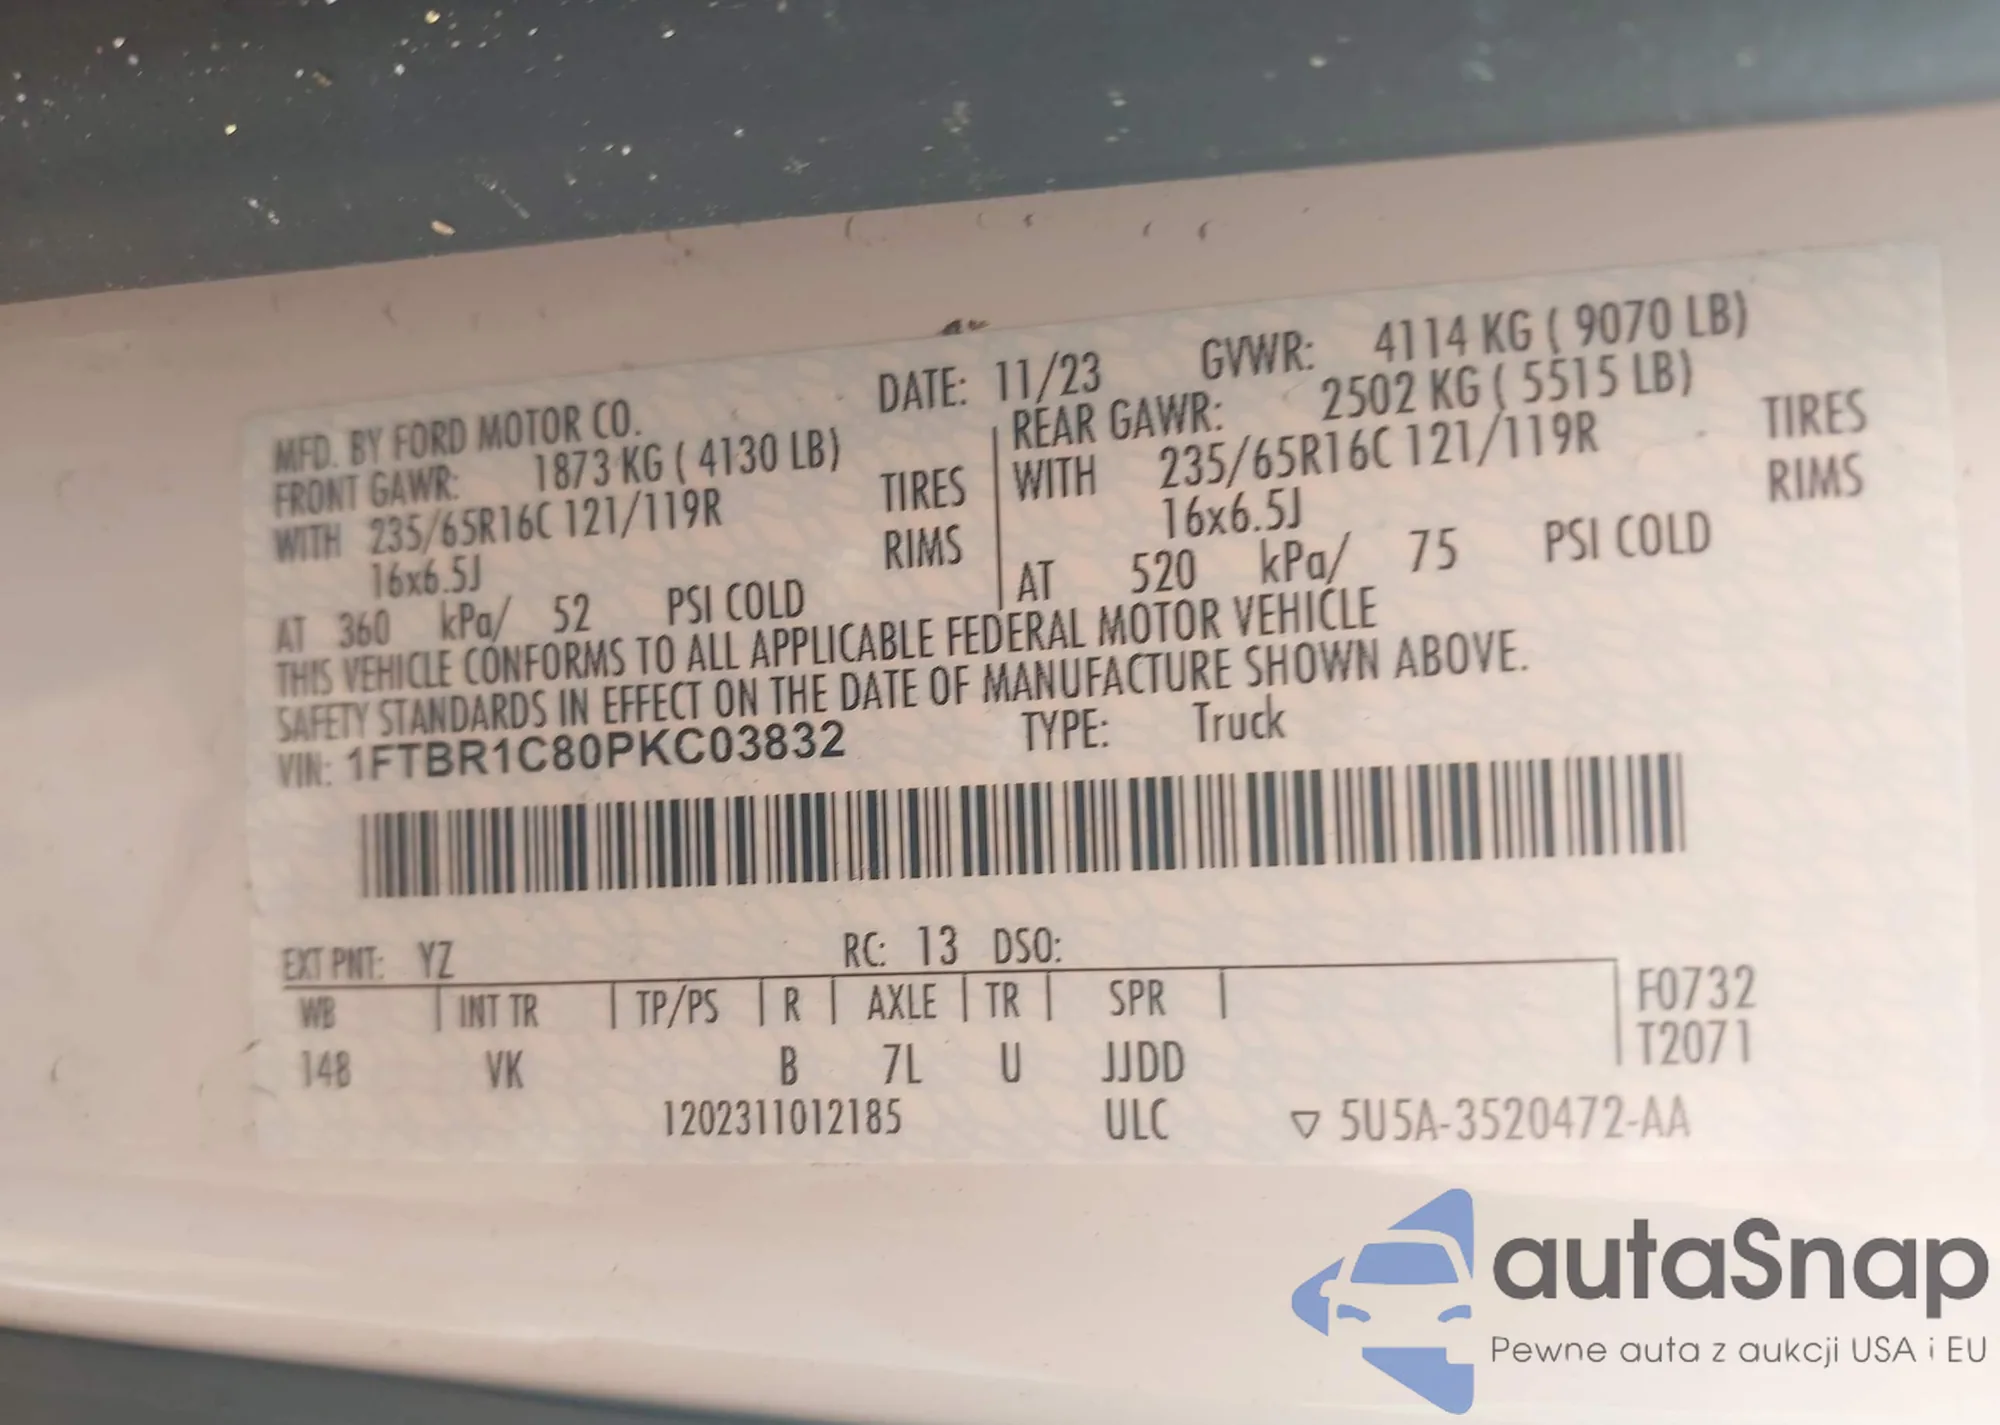 MFD. BY FORD MOTOR CO. DATE: 11/23 GVWR: 4114 KG ( 9070 LB)
FRONT GAWR: 1873 KG ( 4130 LB) REAR GAWR: 2502 KG ( 5515 LB)
WITH 235/65R16C 121/119R TIRES WITH 235/65R16C 121/119R TIRES
16x6.5J RIMS 16x6.5J RIMS
AT 360 kPa/ 52 PSI COLD AT 520 kPa/ 75 PSI COLD
THIS VEHICLE CONFORMS TO ALL APPLICABLE FEDERAL MOTOR VEHICLE
SAFETY STANDARDS IN EFFECT ON THE DATE OF MANUFACTURE SHOWN ABOVE.
VIN: 1FTBR1C80PKC03832 TYPE: Truck
EXT PNT: YZ RC: 13 DSO:
WB | INT TR | TP/PS | R | AXLE | TR | SPR | F0732
148 VK B 7L U JJDD T2071
1202311012185 ULC ▽ 5U5A-3520472-AA
autaSnap
Pewne auta z aukcji USA i EU